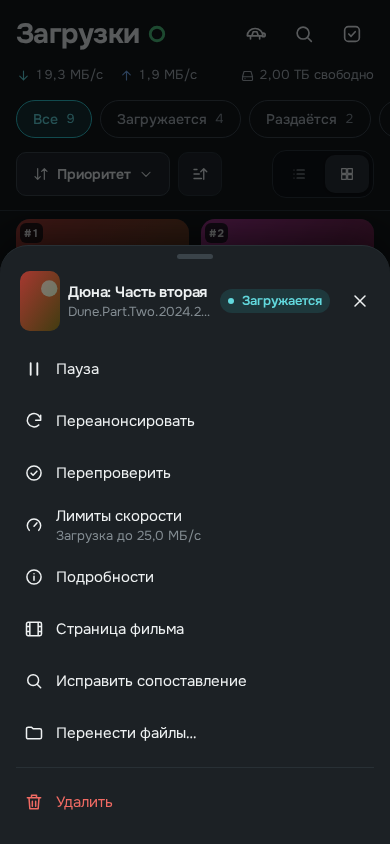 Загрузки
19,3 МБ/с 1,9 МБ/с 2,00 ТБ свободно
Все 9 Загружается 4 Раздаётся 2
Приоритет
#1 #2
Дюна: Часть вторая
Dune.Part.Two.2024.2...
Загружается
Пауза
Переанонсировать
Перепроверить
Лимиты скорости
Загрузка до 25,0 МБ/с
Подробности
Страница фильма
Исправить сопоставление
Перенести файлы...
Удалить